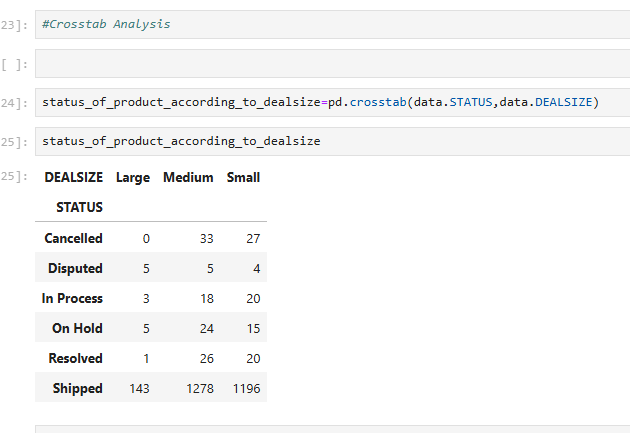 23]: #Crosstab Analysis
[ ]:
24]: status_of_product_according_to_dealsize=pd.crosstab(data.STATUS,data.DEALSIZE)
25]: status_of_product_according_to_dealsize
25]: DEALSIZE Large Medium Small
STATUS
Cancelled 0 33 27
Disputed 5 5 4
In Process 3 18 20
On Hold 5 24 15
Resolved 1 26 20
Shipped 143 1278 1196